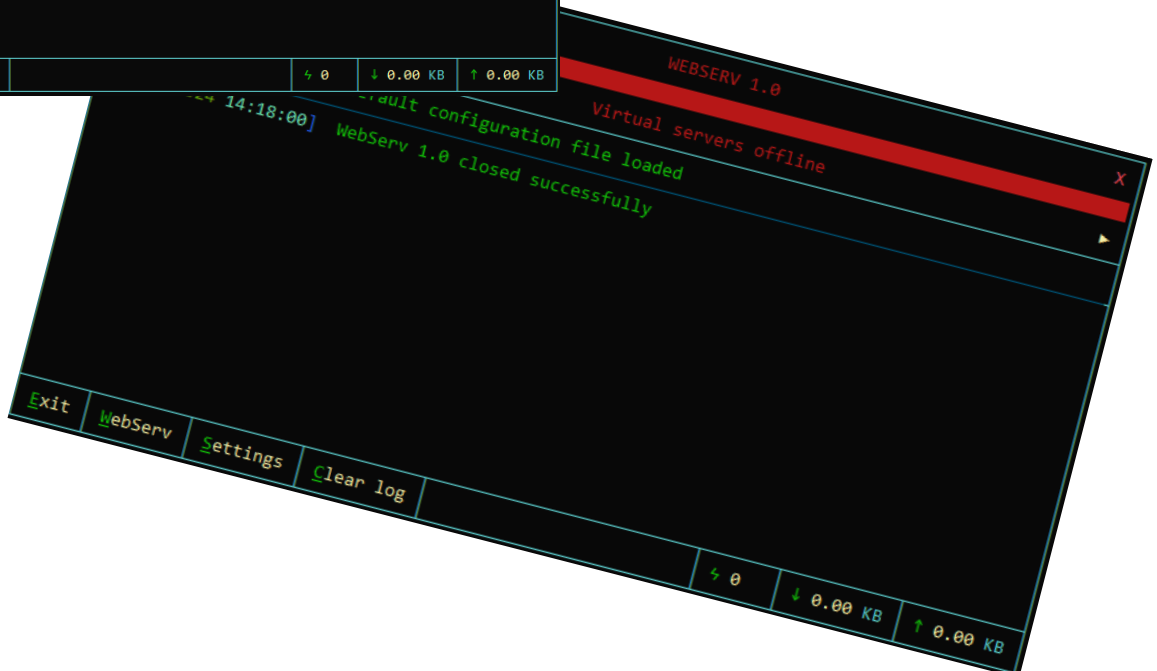 ϟ 0 ↓ 0.00 KB ↑ 0.00 KB
WEBSERV 1.0
X
Virtual servers offline
►
configuration file loaded
14:18:00] WebServ 1.0 closed successfully
Exit WebServ Settings Clear log
ϟ 0 ↓ 0.00 KB ↑ 0.00 KB